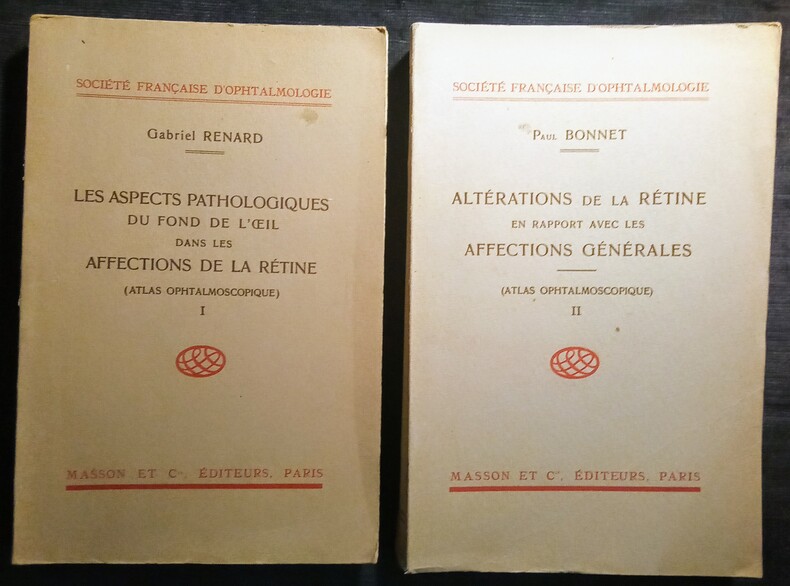 SOCIÉTÉ FRANÇAISE D'OPHTALMOLOGIE
Gabriel RENARD
LES ASPECTS PATHOLOGIQUES
DU FOND DE L'ŒIL
DANS LES
AFFECTIONS DE LA RÉTINE
(ATLAS OPHTALMOSCOPIQUE)
I
MASSON ET Cie, ÉDITEURS, PARIS
SOCIÉTÉ FRANÇAISE D'OPHTALMOLOGIE
PAUL BONNET
ALTÉRATIONS DE LA RÉTINE
EN RAPPORT AVEC LES
AFFECTIONS GÉNÉRALES
(ATLAS OPHTALMOSCOPIQUE)
II
MASSON ET Cie, ÉDITEURS, PARIS